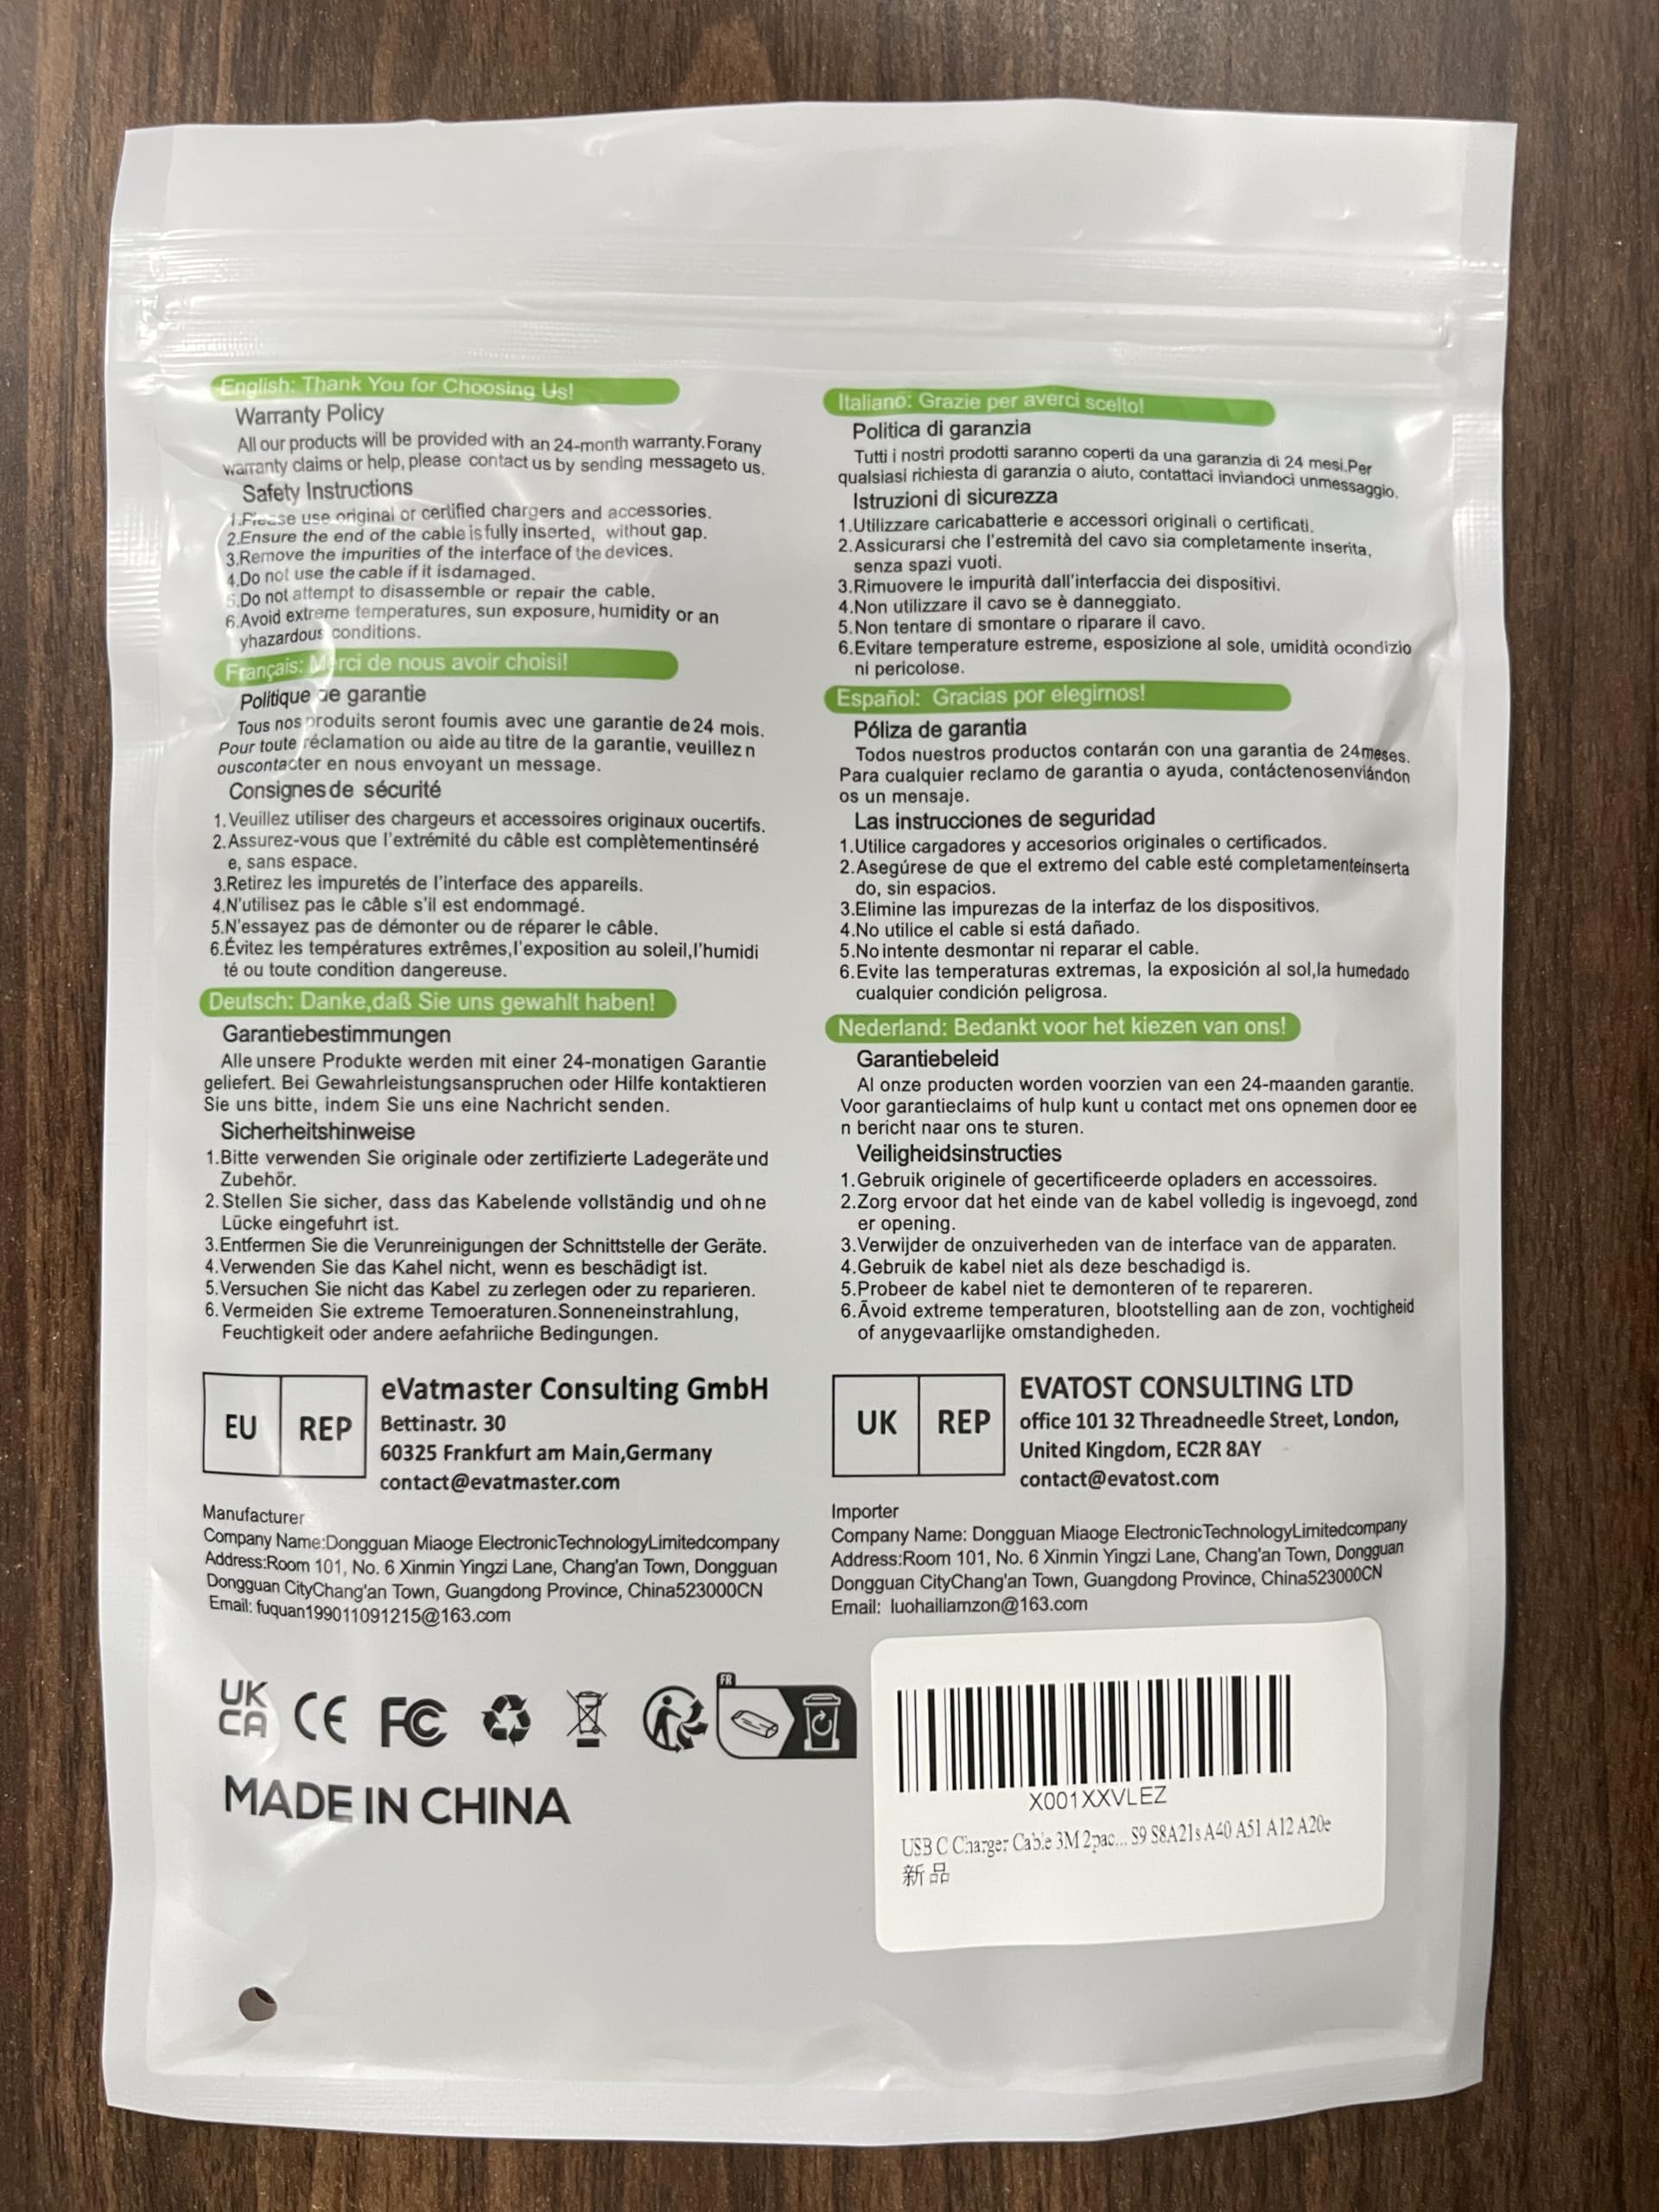 English: Thank You for Choosing Us!
Warranty Policy
All our products will be provided with an 24-month warranty.Forany
warranty claims or help, please contact us by sending messageto us.
Safety Instructions
1.Please use original or certified chargers and accessories.
2.Ensure the end of the cable is fully inserted, without gap.
3.Remove the impurities of the interface of the devices.
4.Do not use the cable if it isdamaged.
5.Do not attempt to disassemble or repair the cable.
6.Avoid extreme temperatures, sun exposure, humidity or an
yhazardous conditions.
Français: Merci de nous avoir choisi!
Politique de garantie
Tous nos produits seront foumis avec une garantie de 24 mois.
Pour toute réclamation ou aide au titre de la garantie, veuillez n
ouscontacter en nous envoyant un message.
Consignes de sécurité
1.Veuillez utiliser des chargeurs et accessoires originaux oucertifs.
2.Assurez-vous que l'extrémité du câble est complètementinséré
e, sans espace.
3.Retirez les impuretés de l'interface des appareils.
4.N'utilisez pas le câble s'il est endommagé.
5.N'essayez pas de démonter ou de réparer le câble.
6.Évitez les températures extrêmes,l'exposition au soleil,l'humidi
té ou toute condition dangereuse.
Deutsch: Danke,daß Sie uns gewahlt haben!
Garantiebestimmungen
Alle unsere Produkte werden mit einer 24-monatigen Garantie
geliefert. Bei Gewahrleistungsanspruchen oder Hilfe kontaktieren
Sie uns bitte, indem Sie uns eine Nachricht senden.
Sicherheitshinweise
1.Bitte verwenden Sie originale oder zertifizierte Ladegeräte und
Zubehör.
2.Stellen Sie sicher, dass das Kabelende vollständig und ohne
Lücke eingefuhrt ist.
3.Entfermen Sie die Verunreinigungen der Schnittstelle der Geräte.
4.Verwenden Sie das Kahel nicht, wenn es beschädigt ist.
5.Versuchen Sie nicht das Kabel zu zerlegen oder zu reparieren.
6.Vermeiden Sie extreme Temoeraturen.Sonneneinstrahlung,
Feuchtigkeit oder andere aefahriiche Bedingungen.
Italiano: Grazie per averci scelto!
Politica di garanzia
Tutti i nostri prodotti saranno coperti da una garanzia di 24 mesi.Per
qualsiasi richiesta di garanzia o aiuto, contattaci inviandoci unmessaggio.
Istruzioni di sicurezza
1.Utilizzare caricabatterie e accessori originali o certificati.
2.Assicurarsi che l'estremità del cavo sia completamente inserita,
senza spazi vuoti.
3.Rimuovere le impurità dall'interfaccia dei dispositivi.
4.Non utilizzare il cavo se è danneggiato.
5.Non tentare di smontare o riparare il cavo.
6.Evitare temperature estreme, esposizione al sole, umidità ocondizio
ni pericolose.
Español: Gracias por elegirnos!
Póliza de garantia
Todos nuestros productos contarán con una garantia de 24meses.
Para cualquier reclamo de garantia o ayuda, contáctenosenviándon
os un mensaje.
Las instrucciones de seguridad
1.Utilice cargadores y accesorios originales o certificados.
2.Asegúrese de que el extremo del cable esté completamenteinserta
do, sin espacios.
3.Elimine las impurezas de la interfaz de los dispositivos.
4.No utilice el cable si está dañado.
5.No intente desmontar ni reparar el cable.
6.Evite las temperaturas extremas, la exposición al sol,la humedado
cualquier condición peligrosa.
Nederland: Bedankt voor het kiezen van ons!
Garantiebeleid
Al onze producten worden voorzien van een 24-maanden garantie.
Voor garantieclaims of hulp kunt u contact met ons opnemen door ee
n bericht naar ons te sturen.
Veiligheidsinstructies
1.Gebruik originele of gecertificeerde opladers en accessoires.
2.Zorg ervoor dat het einde van de kabel volledig is ingevoegd, zond
er opening.
3.Verwijder de onzuiverheden van de interface van de apparaten.
4.Gebruik de kabel niet als deze beschadigd is.
5.Probeer de kabel niet te demonteren of te repareren.
6.Ãvoid extreme temperaturen, blootstelling aan de zon, vochtigheid
of anygevaarlijke omstandigheden.
EU REP
eVatmaster Consulting GmbH
Bettinastr. 30
60325 Frankfurt am Main,Germany
contact@evatmaster.com
UK REP
EVATOST CONSULTING LTD
office 101 32 Threadneedle Street, London,
United Kingdom, EC2R 8AY
contact@evatost.com
Manufacturer
Company Name:Dongguan Miaoge ElectronicTechnologyLimitedcompany
Address:Room 101, No. 6 Xinmin Yingzi Lane, Chang'an Town, Dongguan
Dongguan CityChang'an Town, Guangdong Province, China523000CN
Email: fuquan199011091215@163.com
Importer
Company Name: Dongguan Miaoge ElectronicTechnologyLimitedcompany
Address:Room 101, No. 6 Xinmin Yingzi Lane, Chang'an Town, Dongguan
Dongguan CityChang'an Town, Guangdong Province, China523000CN
Email: luohailiamzon@163.com
UK
CA
CE FC
FR
MADE IN CHINA
X001XXVLEZ
USB C Charger Cable 3M 2pac... S9 S8A21s A40 A51 A12 A20e
新品